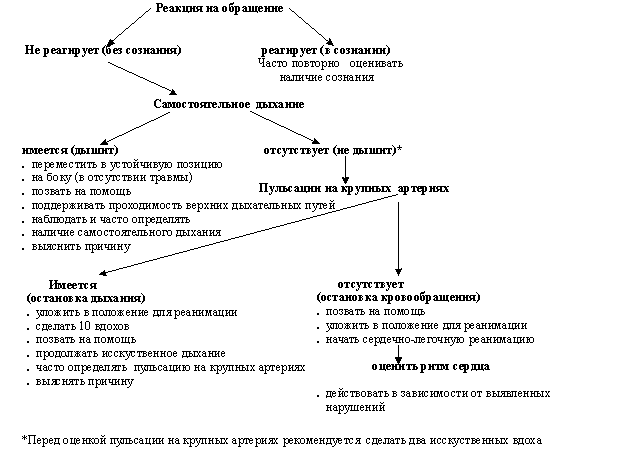 Реакция на обращение
Не реагирует (без сознания)
реагирует (в сознании)
Часто повторно оценивать
наличие сознания
Самостоятельное дыхание
имеется (дышит)
. переместить в устойчивую позицию
. на боку (в отсутствии травмы)
. позвать на помощь
. поддерживать проходимость верхних дыхательных путей
. наблюдать и часто определять
. наличие самостоятельного дыхания
. выяснить причину
отсутствует (не дышит)*
Пульсации на крупных артериях
Имеется
(остановка дыхания)
. уложить в положение для реанимации
. сделать 10 вдохов
. позвать на помощь
. продолжать исскуственное дыхание
. часто определять пульсацию на крупных артериях
. выяснять причину
отсутствует
(остановка кровообращения)
. позвать на помощь
. уложить в положение для реанимации
. начать сердечно-легочную реанимацию
оценить ритм сердца
. действовать в зависимости от выявленных
нарушений
*Перед оценкой пульсации на крупных артериях рекомендуется сделать два исскуственных вдоха